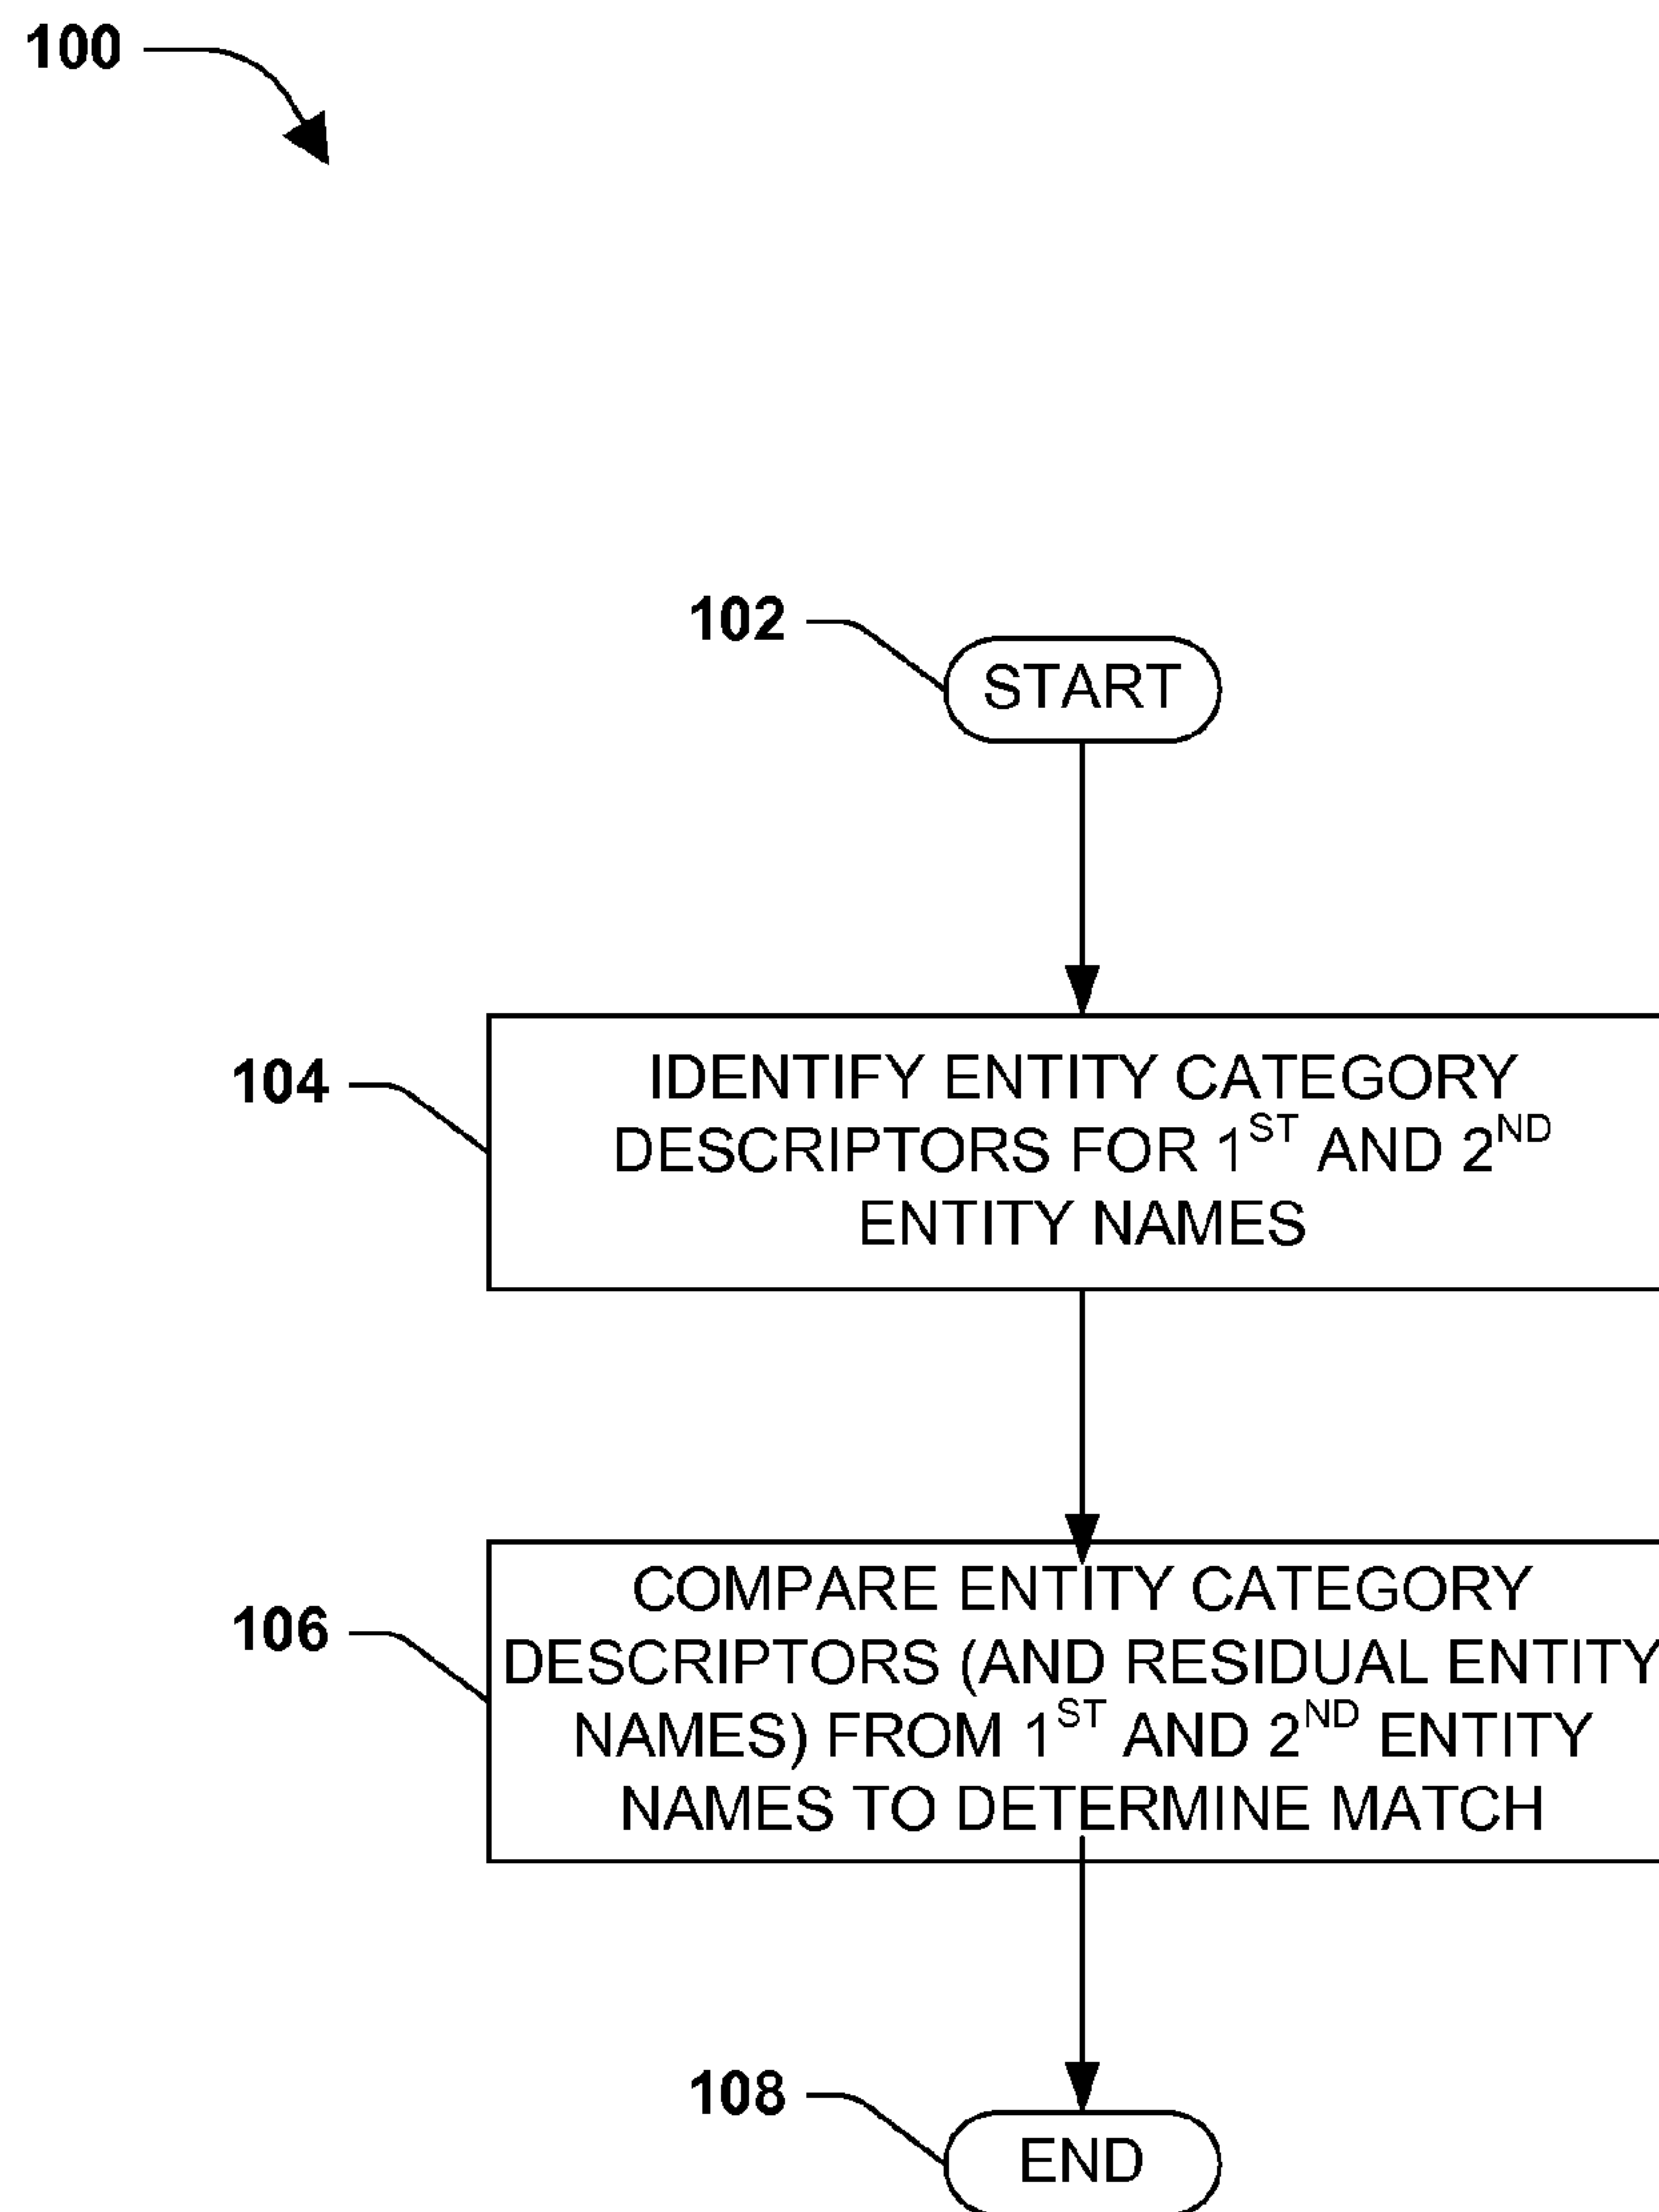 100
102
START
104
IDENTIFY ENTITY CATEGORY
DESCRIPTORS FOR 1ST AND 2ND
ENTITY NAMES
106
COMPARE ENTITY CATEGORY
DESCRIPTORS (AND RESIDUAL ENTITY
NAMES) FROM 1ST AND 2ND ENTITY
NAMES TO DETERMINE MATCH
108
END